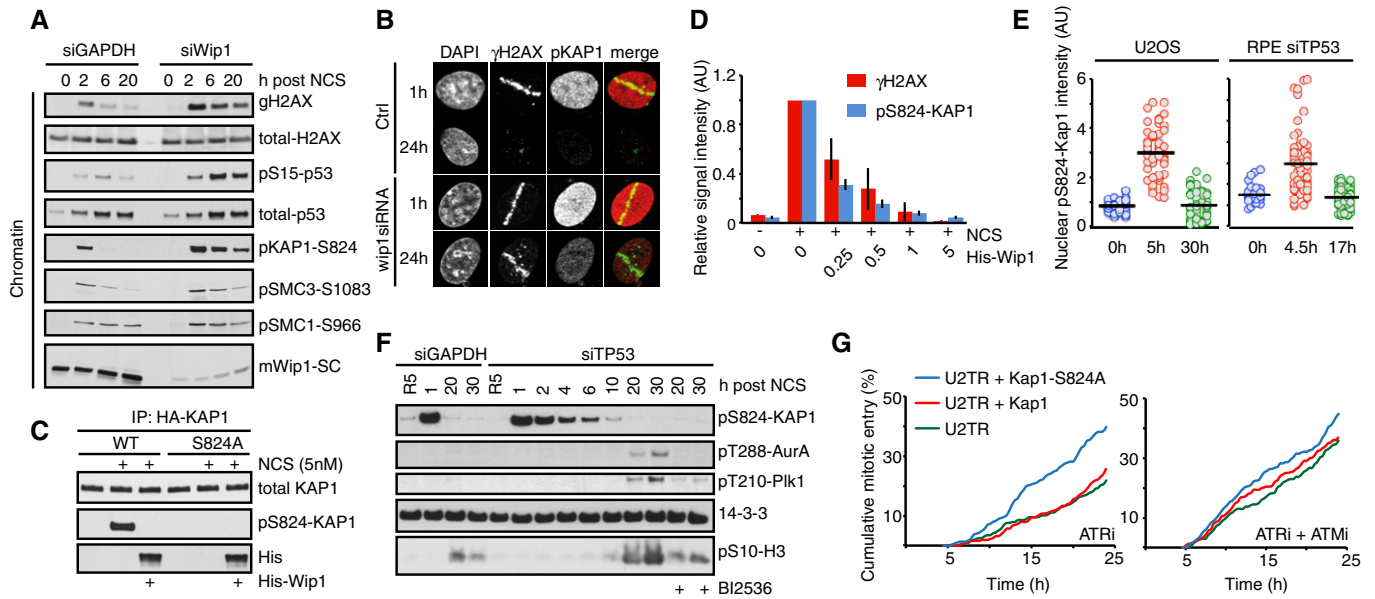 A
siGAPDH siWip1
0 2 6 20 0 2 6 20 h post NCS
Chromatin
gH2AX
total-H2AX
pS15-p53
total-p53
pKAP1-S824
pSMC3-S1083
pSMC1-S966
mWip1-SC
B
DAPI γH2AX pKAP1 merge
Ctrl
1h
24h
wip1siRNA
1h
24h
C
IP: HA-KAP1
WT S824A
+ + + + NCS (5nM)
total KAP1
pS824-KAP1
His
+ + His-Wip1
D
Relative signal intensity (AU)
1.2
0.8
0.4
0
γH2AX
pS824-KAP1
- + + + + + NCS
0 0 0.25 0.5 1 5 His-Wip1
E
Nuclear pS824-Kap1 intensity (AU)
U2OS RPE siTP53
6
4
2
0
0h 5h 30h 0h 4.5h 17h
F
siGAPDH siTP53
R5 1 20 30 R5 1 2 4 6 10 20 30 20 30 h post NCS
pS824-KAP1
pT288-AurA
pT210-Plk1
14-3-3
pS10-H3
+ + BI2536
G
Cumulative mitotic entry (%)
U2TR + Kap1-S824A
U2TR + Kap1
U2TR
50
30
10
5 15 25
ATRi
Time (h)
50
30
10
5 15 25
ATRi + ATMi
Time (h)